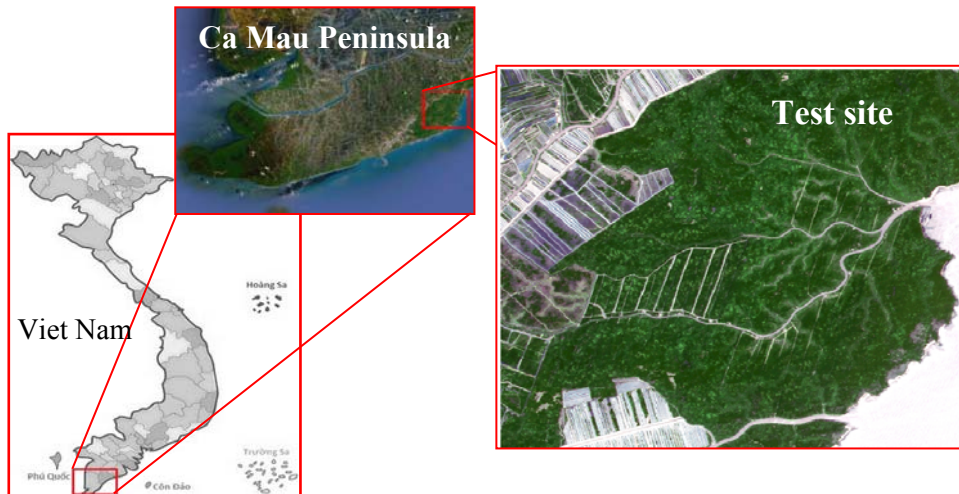 Ca Mau Peninsula
Test site
Hoàng Sa
Viet Nam
Trường Sa
Phú Quốc
Côn Đảo